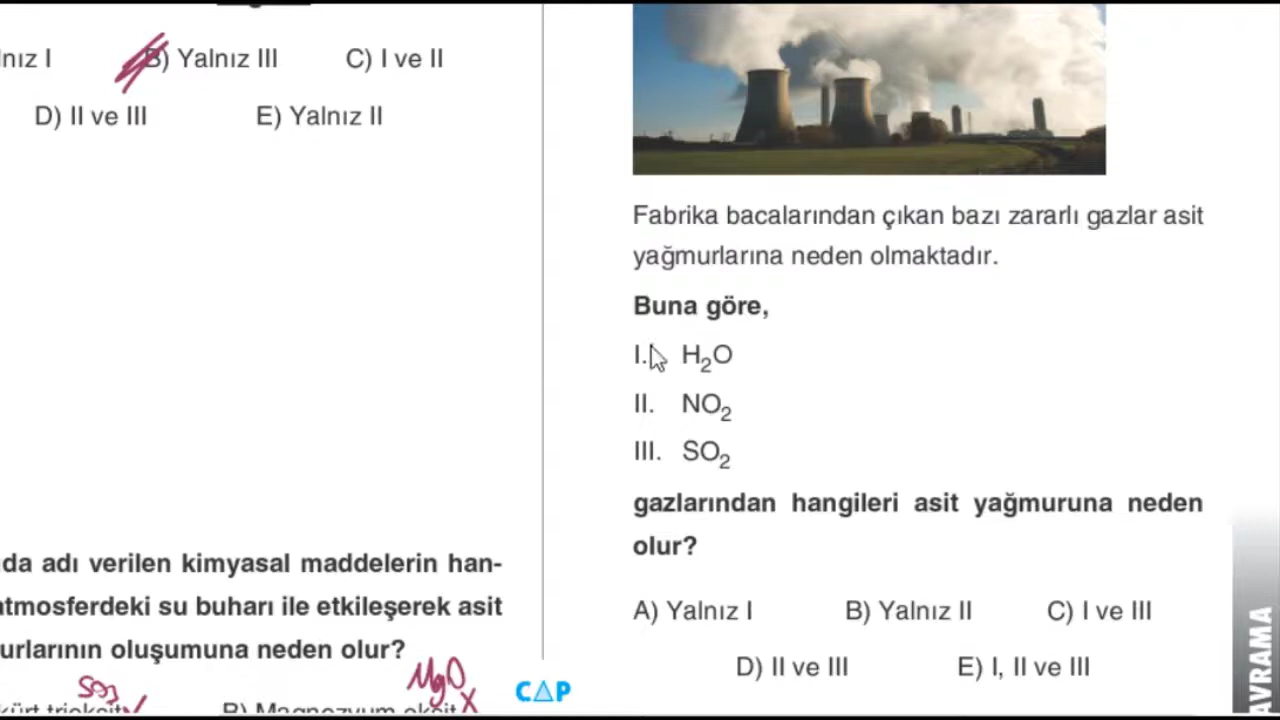 I
B) Yalnız III
C) I ve II
D) II ve III
E) Yalnız II
adı verilen kimyasal maddelerin han-
su buharı ile etkileşerek asit
oluşumuna neden olur?
SO3
MgO
Fabrika bacalarından çıkan bazı zararlı gazlar asit
yağmurlarına neden olmaktadır.
Buna göre,
I. H2O
II. NO2
III. SO2
gazlarından hangileri asit yağmuruna neden
olur?
A) Yalnız I
B) Yalnız II
C) I ve III
D) II ve III
E) I, II ve III
CAP